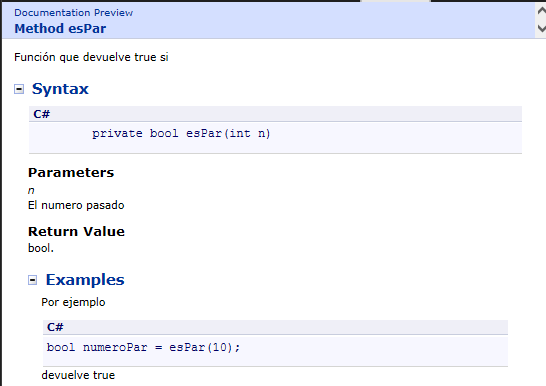 Documentation Preview
Method esPar
Función que devuelve true si
Syntax
C#
private bool esPar(int n)
Parameters
n
El numero pasado
Return Value
bool.
Examples
Por ejemplo
C#
bool numeroPar = esPar(10);
devuelve true